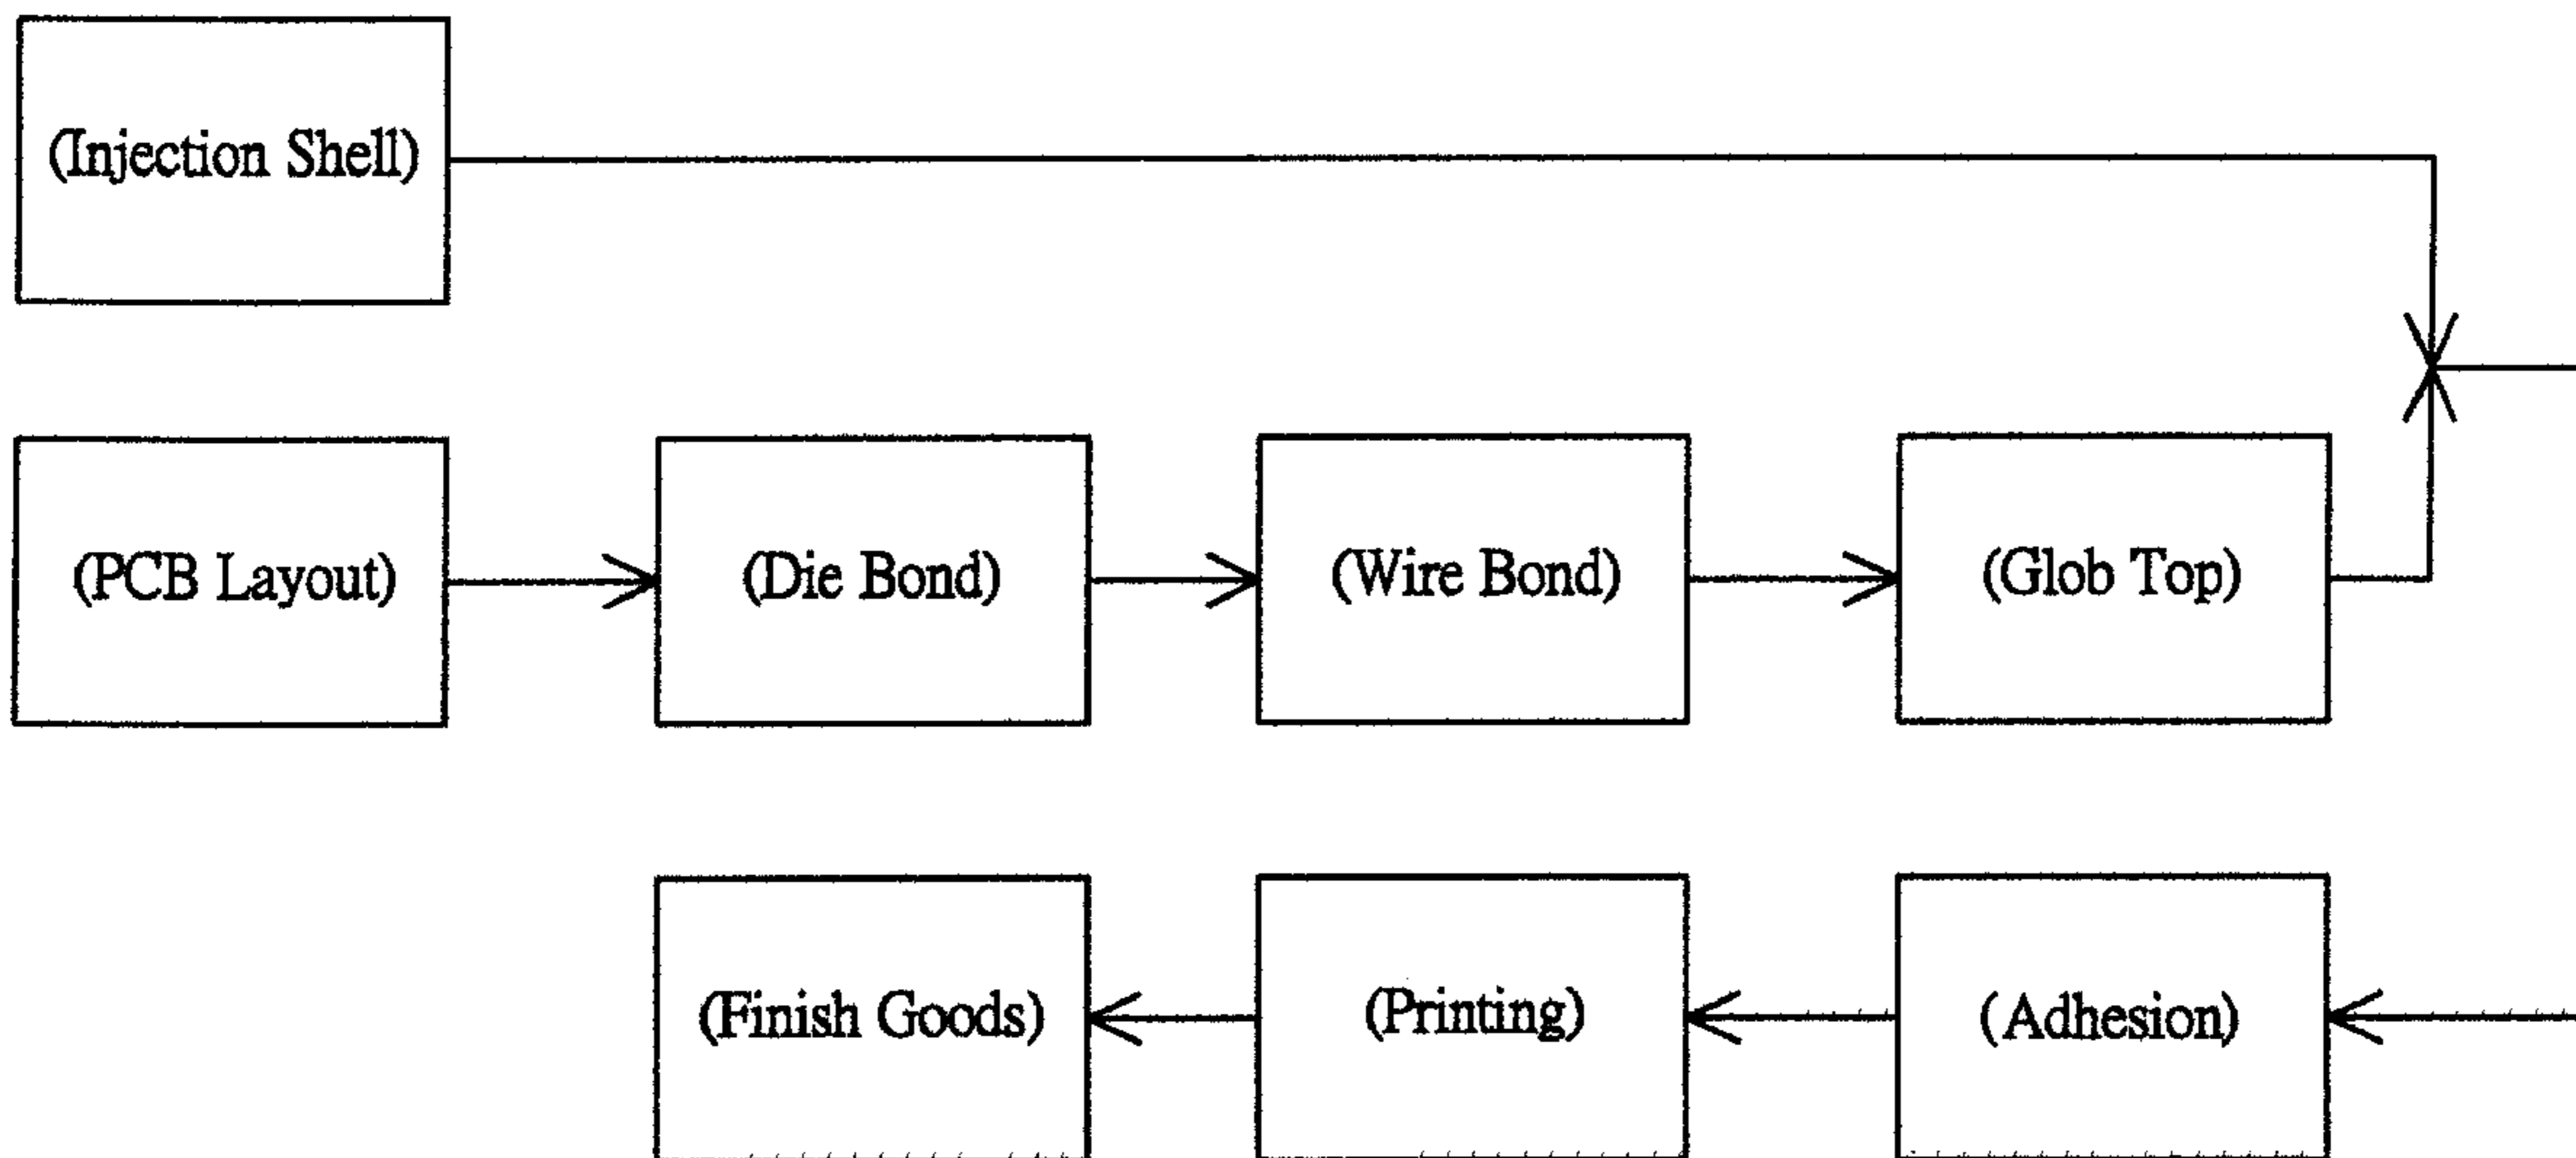 (Injection Shell)
(PCB Layout)
(Die Bond)
(Wire Bond)
(Glob Top)
(Finish Goods)
(Printing)
(Adhesion)